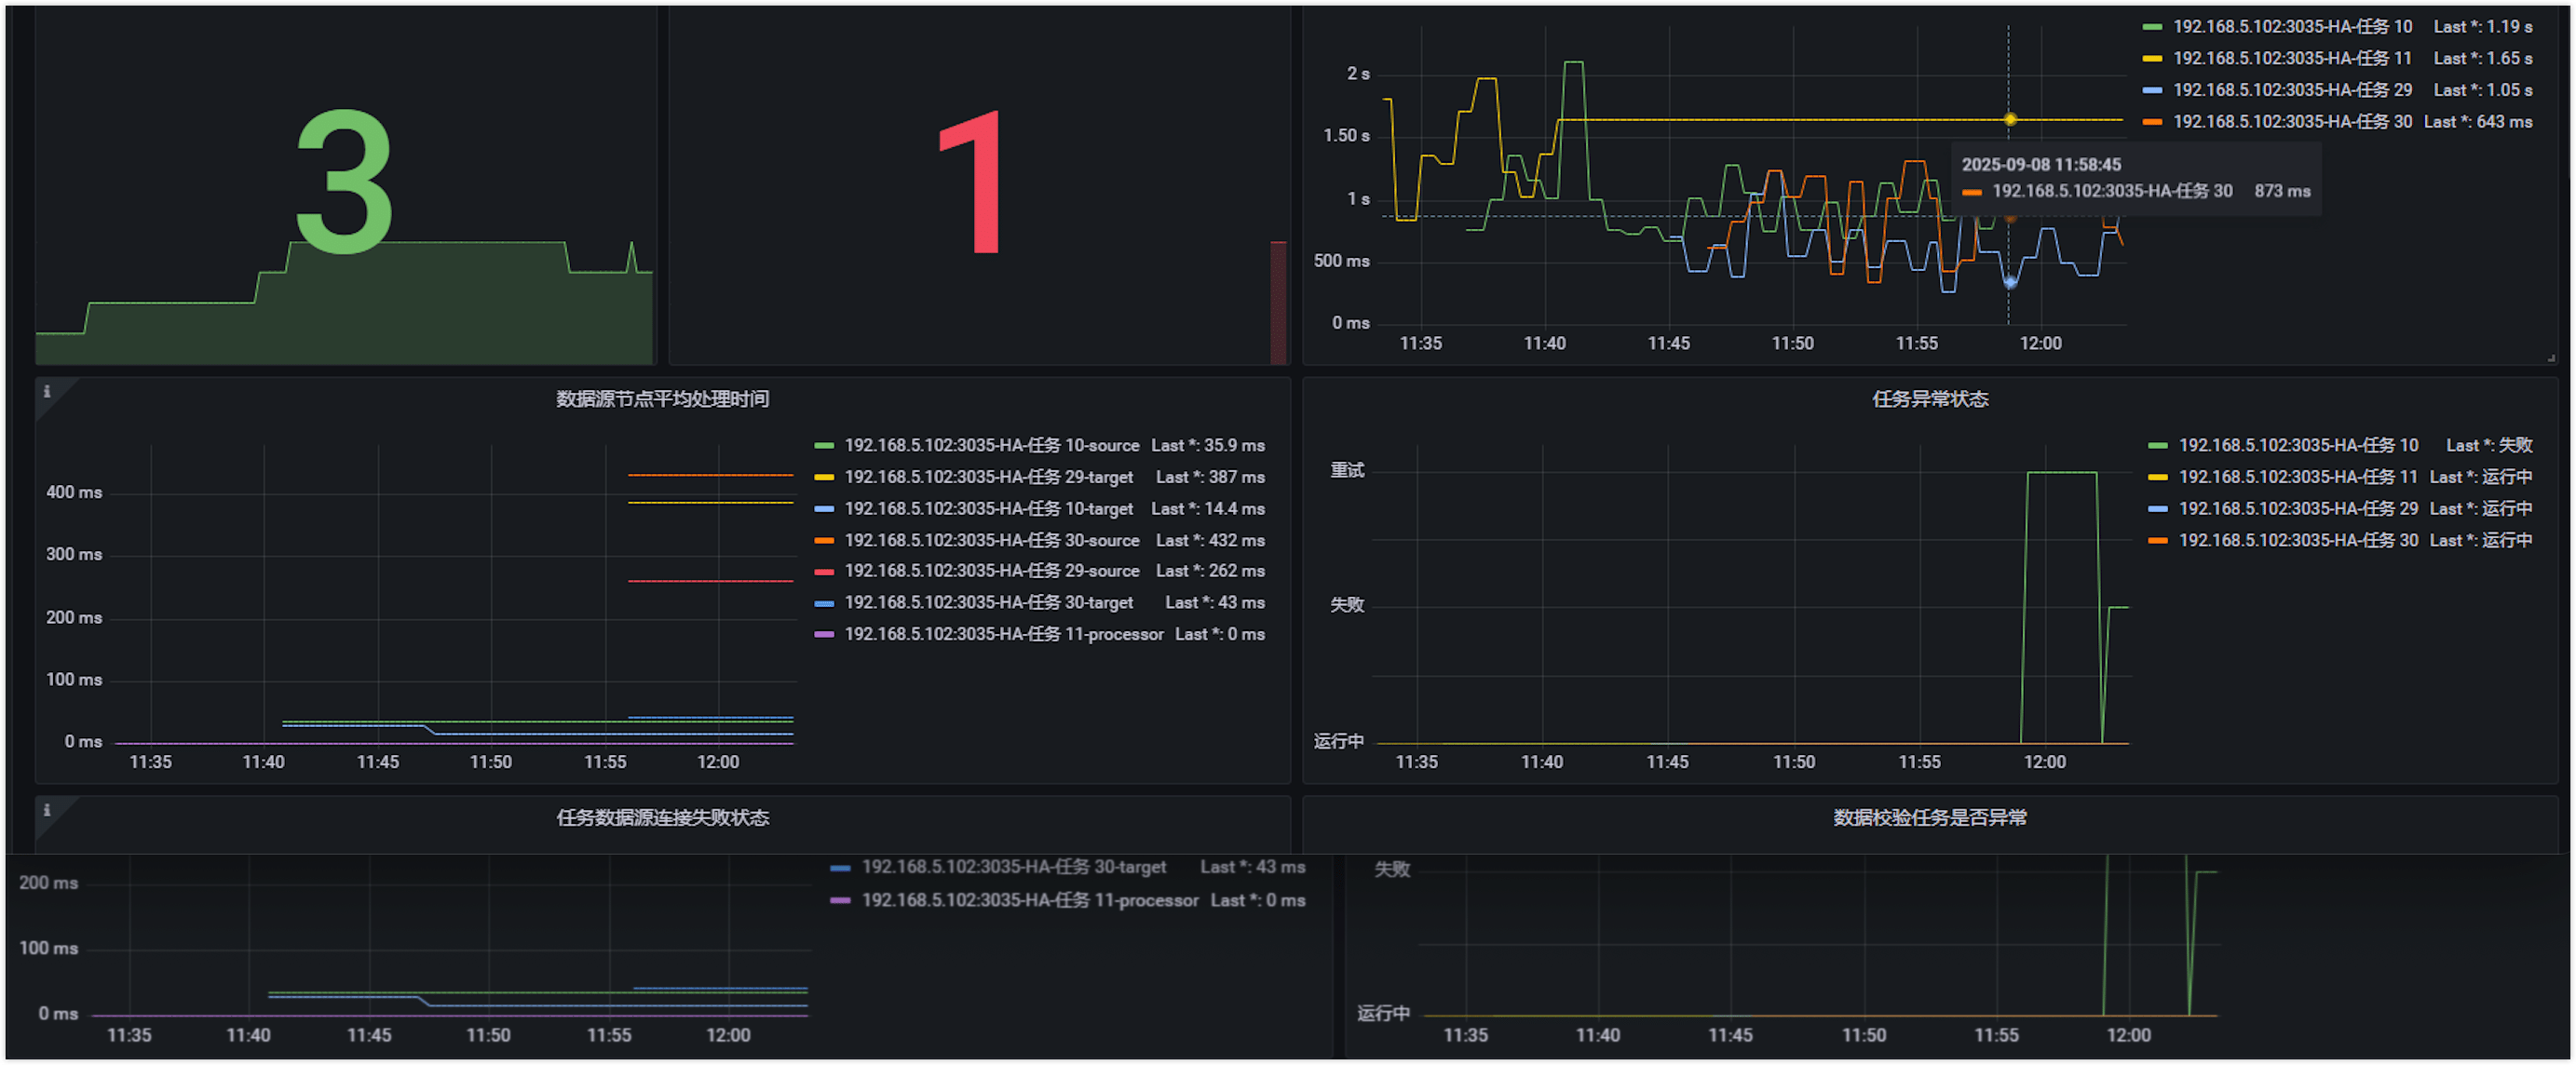 3
1
2 s
1.50 s
1 s
500 ms
0 ms
11:35 11:40 11:45 11:50 11:55 12:00
192.168.5.102:3035-HA-任务 10 Last *: 1.19 s
192.168.5.102:3035-HA-任务 11 Last *: 1.65 s
192.168.5.102:3035-HA-任务 29 Last *: 1.05 s
192.168.5.102:3035-HA-任务 30 Last *: 643 ms
2025-09-08 11:58:45
192.168.5.102:3035-HA-任务 30 873 ms
i
数据源节点平均处理时间
400 ms
300 ms
200 ms
100 ms
0 ms
11:35 11:40 11:45 11:50 11:55 12:00
192.168.5.102:3035-HA-任务 10-source Last *: 35.9 ms
192.168.5.102:3035-HA-任务 29-target Last *: 387 ms
192.168.5.102:3035-HA-任务 10-target Last *: 14.4 ms
192.168.5.102:3035-HA-任务 30-source Last *: 432 ms
192.168.5.102:3035-HA-任务 29-source Last *: 262 ms
192.168.5.102:3035-HA-任务 30-target Last *: 43 ms
192.168.5.102:3035-HA-任务 11-processor Last *: 0 ms
任务异常状态
重试
失败
运行中
11:35 11:40 11:45 11:50 11:55 12:00
192.168.5.102:3035-HA-任务 10 Last *: 失败
192.168.5.102:3035-HA-任务 11 Last *: 运行中
192.168.5.102:3035-HA-任务 29 Last *: 运行中
192.168.5.102:3035-HA-任务 30 Last *: 运行中
i
任务数据源连接失败状态
数据校验任务是否异常
200 ms
100 ms
0 ms
11:35 11:40 11:45 11:50 11:55 12:00
192.168.5.102:3035-HA-任务 30-target Last *: 43 ms
192.168.5.102:3035-HA-任务 11-processor Last *: 0 ms
失败
运行中
11:35 11:40 11:45 11:50 11:55 12:00